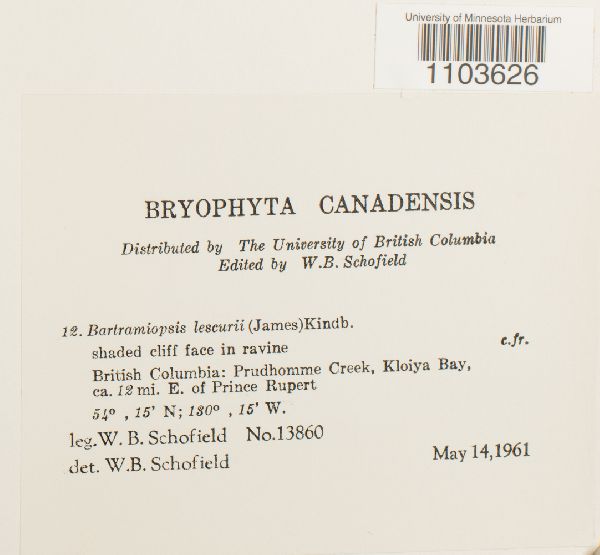 University of Minnesota Herbarium
1103626
BRYOPHYTA CANADENSIS
Distributed by The University of British Columbia
Edited by W.B. Schofield
12. Bartramiopsis lescurii (James)Kindb.
shaded cliff face in ravine c.fr.
British Columbia: Prudhomme Creek, Kloiya Bay,
ca. 12 mi. E. of Prince Rupert
54° , 15' N; 130° , 15' W.
leg. W. B. Schofield No.13860
det. W.B. Schofield May 14,1961